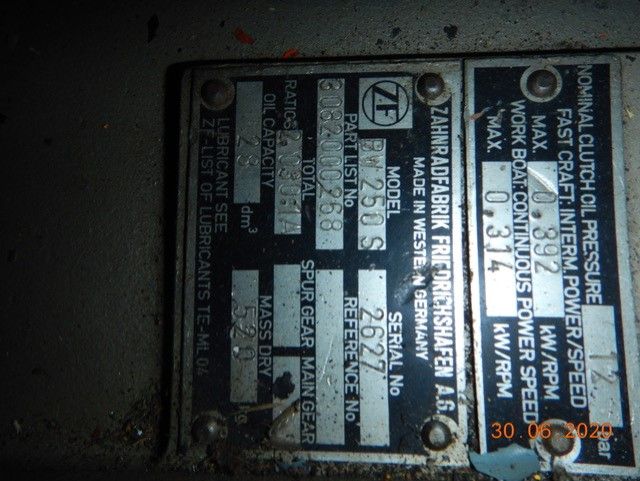 ZAHNRADFABRIK FRIEDRICHSHAFEN A.G.
MADE IN WESTERN GERMANY
ZF
MODEL SERIAL No
BW 250 S 2627
PART LIST No REFERENCE No
3082000268
TOTAL SPUR GEAR MAIN GEAR
RATIOS
OIL CAPACITY 28 dm³ MASS DRY 520 kg
LUBRICANT SEE
ZF-LIST OF LUBRICANTS TE-ML 04
NOMINAL CLUTCH OIL PRESSURE 12 bar
FAST CRAFT: INTERM. POWER/SPEED
MAX. 0,392 kW/RPM
WORK BOAT: CONTINUOUS POWER SPEED
MAX. 0,314 kW/RPM
30 06 2020